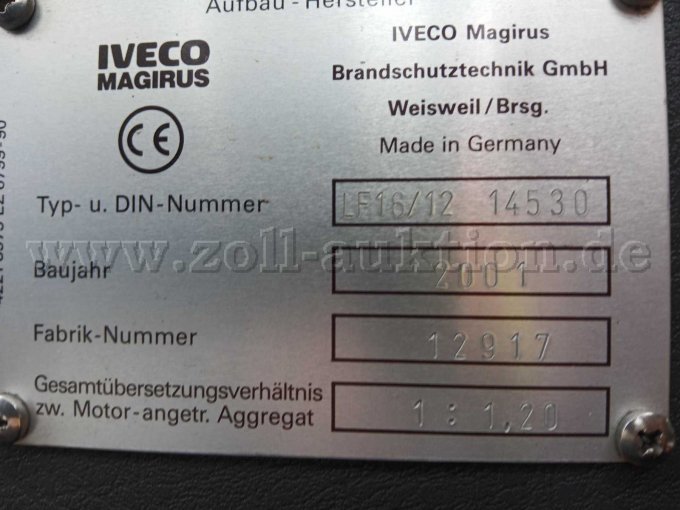 Aufbau - Hersteller
IVECO
MAGIRUS
IVECO Magirus
Brandschutztechnik GmbH
Weisweil/Brsg.
Made in Germany
CE
Typ- u. DIN-Nummer
LF16/12 14530
www.zoll-auktion.de
Baujahr
2001
Fabrik-Nummer
12917
Gesamtübersetzungsverhältnis
zw. Motor-angetr. Aggregat
1 : 1,20